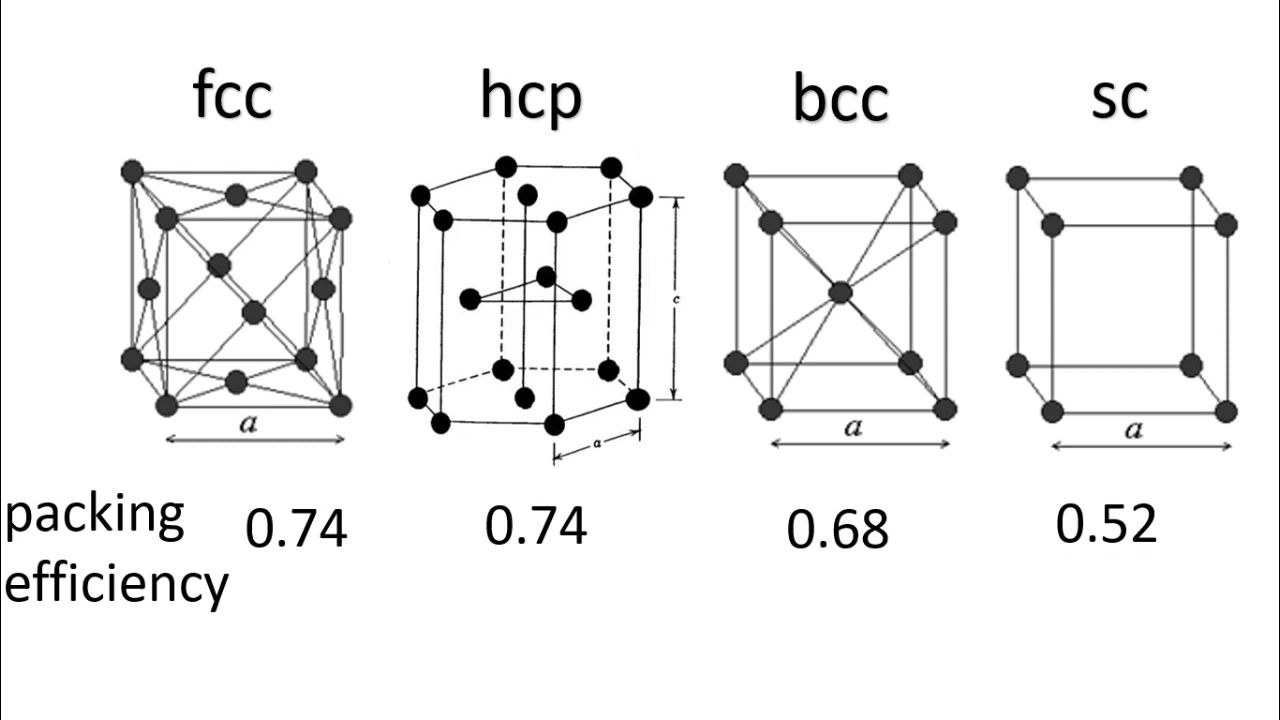 fcc hcp bcc sc
c
a a a a
packing
efficiency 0.74 0.74 0.68 0.52